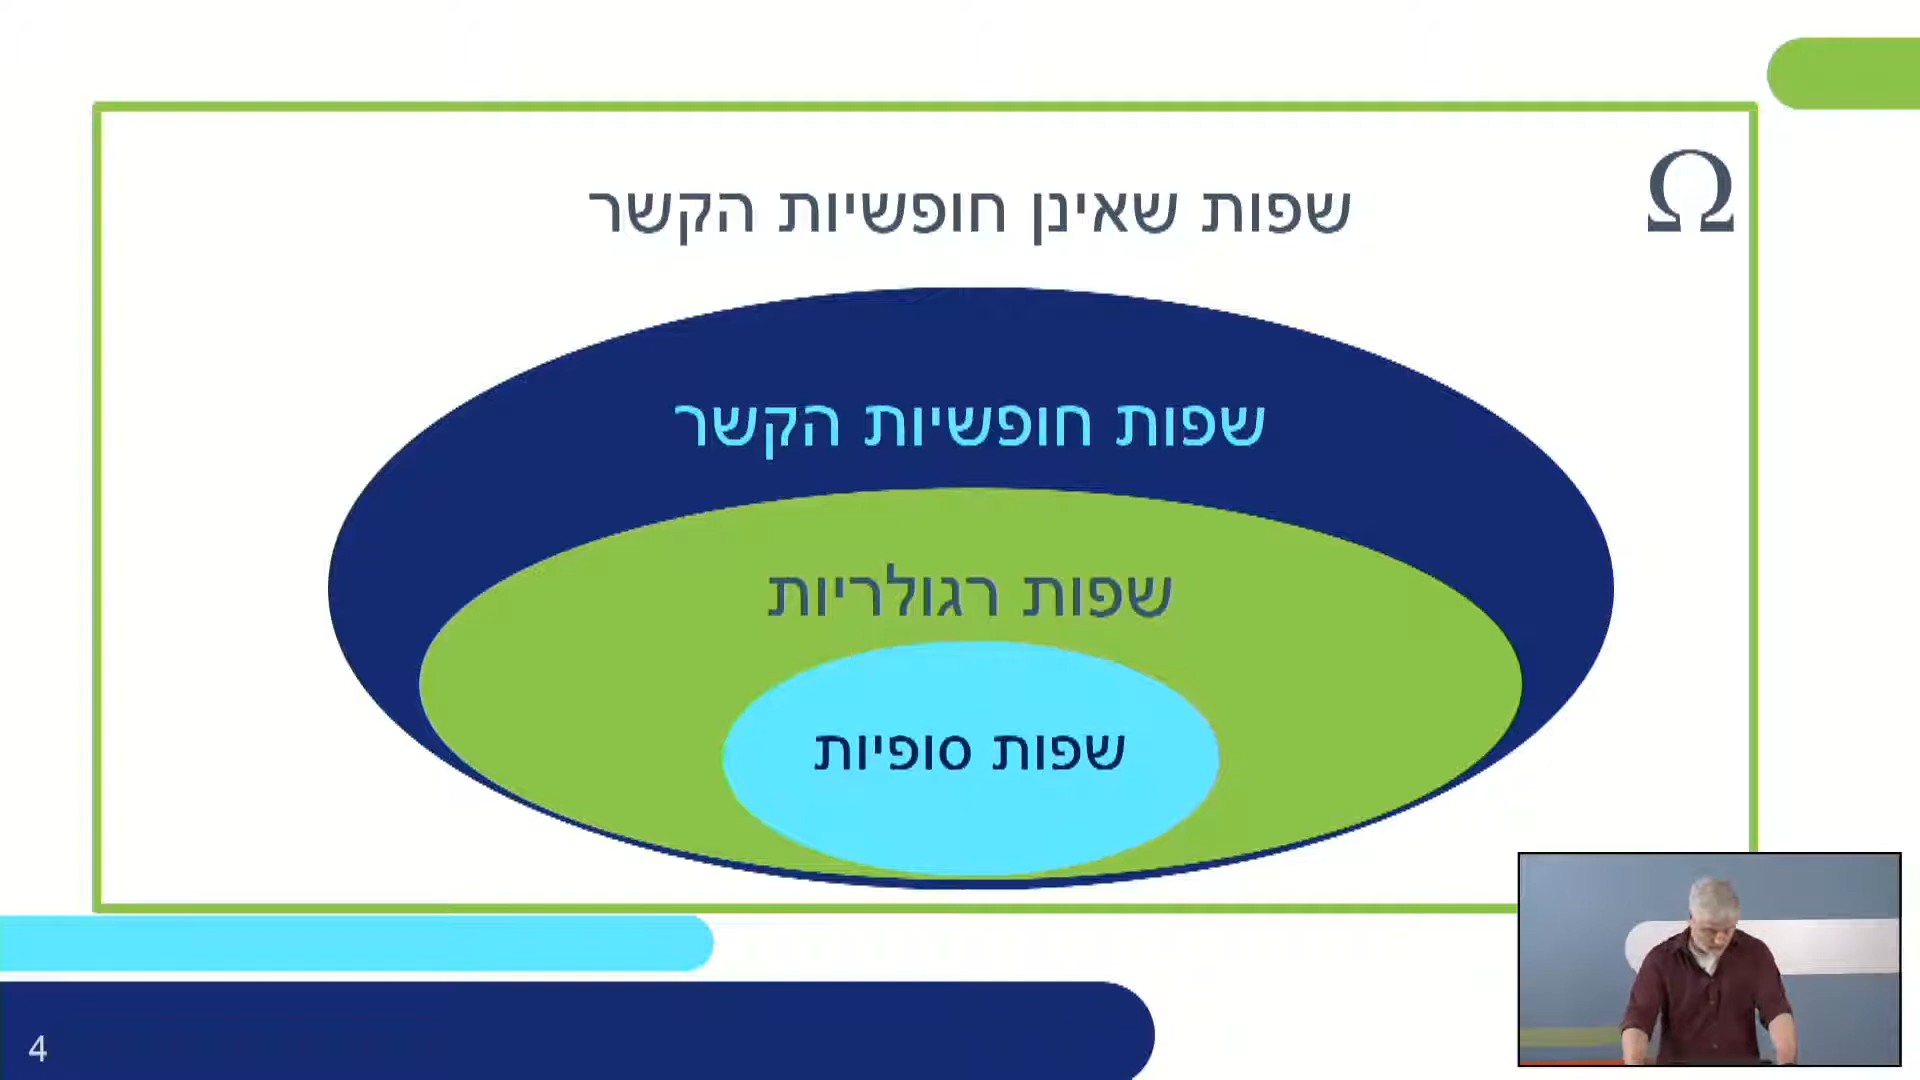 Ω
שפות שאינן חופשיות הקשר
שפות חופשיות הקשר
שפות רגולריות
שפות סופיות
4